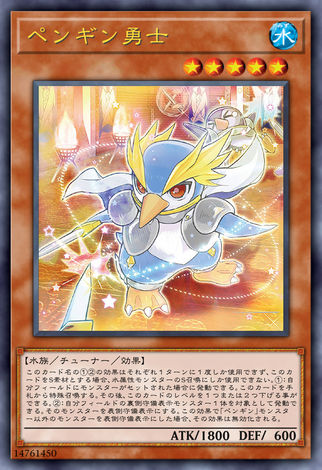 ペンギン勇士
水
【水族／チューナー／効果】
このカード名の①②の効果はそれぞれ１ターンに１度しか使用できず、このカ
ードをS素材とする場合、水属性モンスターのS召喚にしか使用できない。①：自
分フィールドにモンスターがセットされた場合に発動できる。このカードを手
札から特殊召喚する。その後、このカードのレベルを１つまたは２つ下げる事が
できる。②：自分フィールドの裏側守備表示モンスター１体を対象として発動で
きる。そのモンスターを表側守備表示にする。この効果で「ペンギン」モンスタ
ー以外のモンスターを表側守備表示にした場合、その効果は無効化される。
ATK/1800 DEF/ 600
14761450